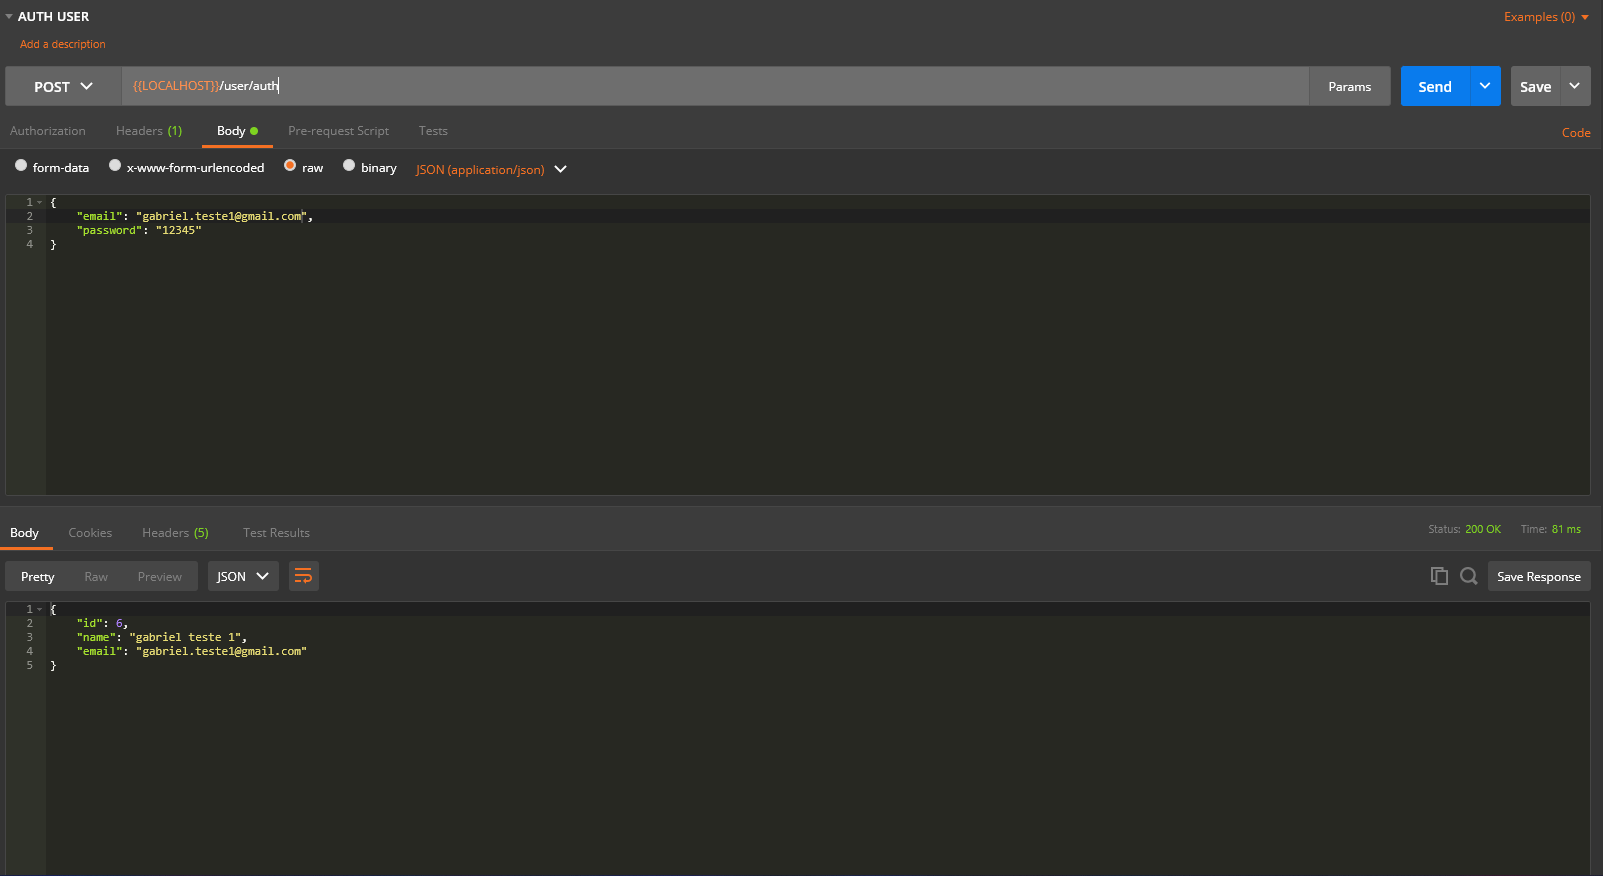 AUTH USER
Examples (0)
Add a description
POST {{LOCALHOST}}/user/auth Params Send Save
Authorization Headers (1) Body Pre-request Script Tests Code
form-data x-www-form-urlencoded raw binary JSON (application/json)
1 {
2 "email": "gabriel.teste1@gmail.com",
3 "password": "12345"
4 }
Body Cookies Headers (5) Test Results Status: 200 OK Time: 81 ms
Pretty Raw Preview JSON Save Response
1 {
2 "id": 6,
3 "name": "gabriel teste 1",
4 "email": "gabriel.teste1@gmail.com"
5 }